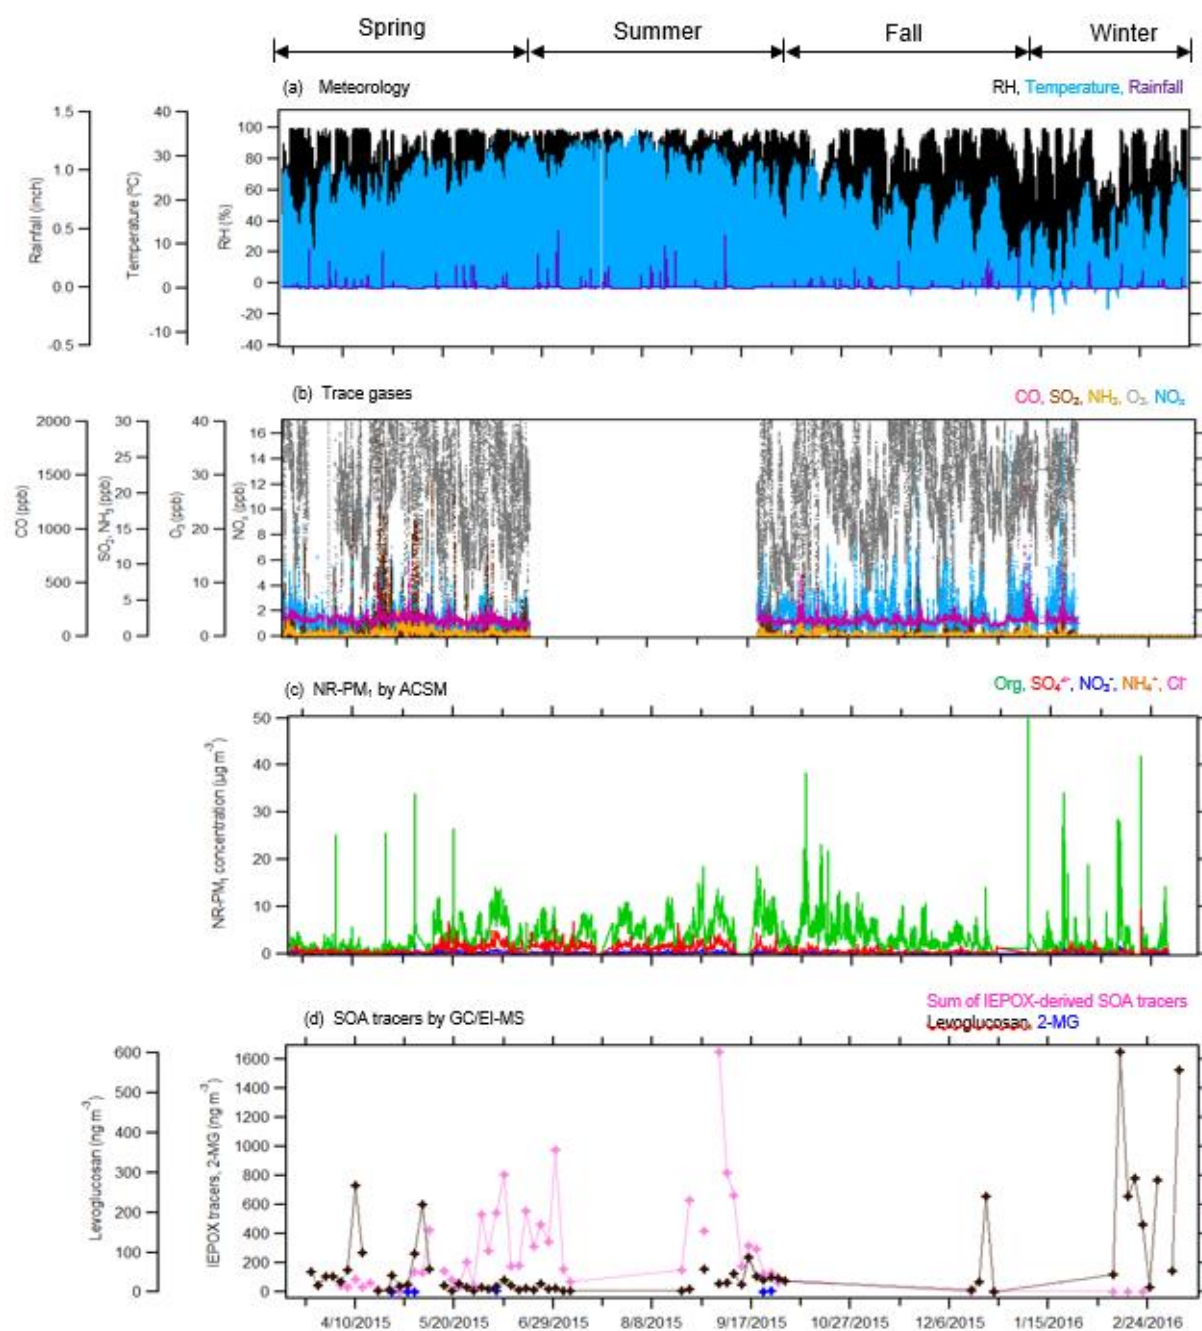 Spring Summer Fall Winter
(a) Meteorology RH, Temperature, Rainfall
1.5 40 100
1.0 30 80
0.5 20 60
0.0 10 40
-0.5 0 20
-10 0
-20
-40
Rainfall (inch)
Temperature (ºC)
RH (%)
(b) Trace gases CO, SO₂, NH₃, O₃, NOₓ
2000 30 40 16
1500 25 30 14
1000 20 20 12
500 15 10 10
0 10 0 8
5 6
0 4
2
0
CO (ppb)
SO₂, NH₃ (ppb)
O₃ (ppb)
NOₓ (ppb)
(c) NR-PM₁ by ACSM Org, SO₄²⁻, NO₃⁻, NH₄⁺, Cl⁻
50
40
30
20
10
0
NR-PM₁ concentration (µg m⁻³)
Sum of IEPOX-derived SOA tracers
(d) SOA tracers by GC/EI-MS Levoglucosan, 2-MG
600 1600
500 1400
400 1200
300 1000
200 800
100 600
0 400
200
0
Levoglucosan (ng m⁻³)
IEPOX tracers, 2-MG (ng m⁻³)
4/10/2015 5/20/2015 6/29/2015 8/8/2015 9/17/2015 10/27/2015 12/6/2015 1/15/2016 2/24/2016